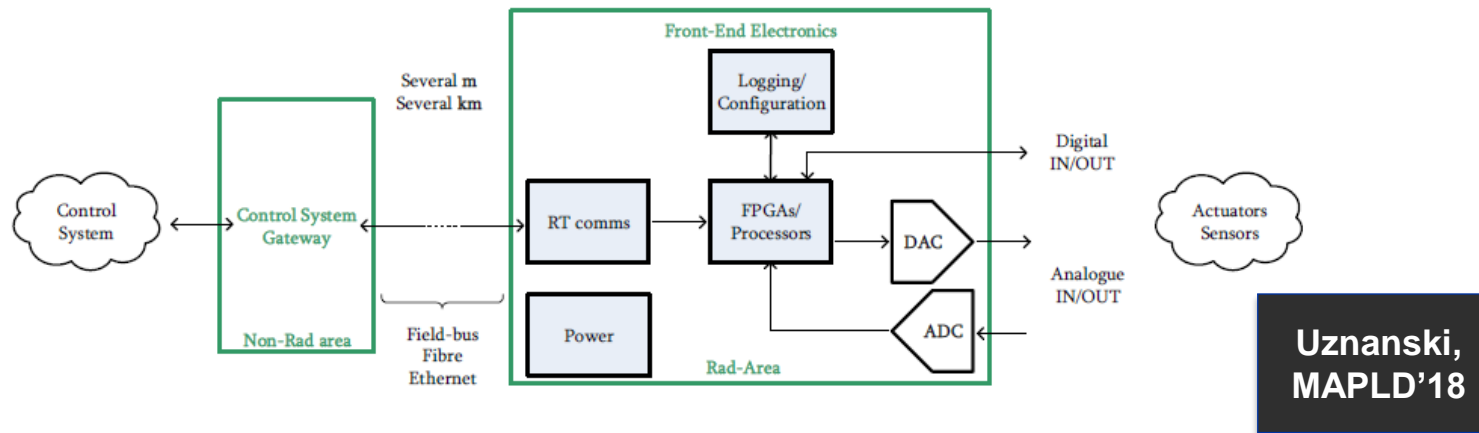 Control
System
Control System
Gateway
Non-Rad area
Several m
Several km
Field-bus
Fibre
Ethernet
Front-End Electronics
Logging/
Configuration
RT comms
FPGAs/
Processors
DAC
ADC
Power
Rad-Area
Digital
IN/OUT
Analogue
IN/OUT
Actuators
Sensors
Uznanski,
MAPLD’18